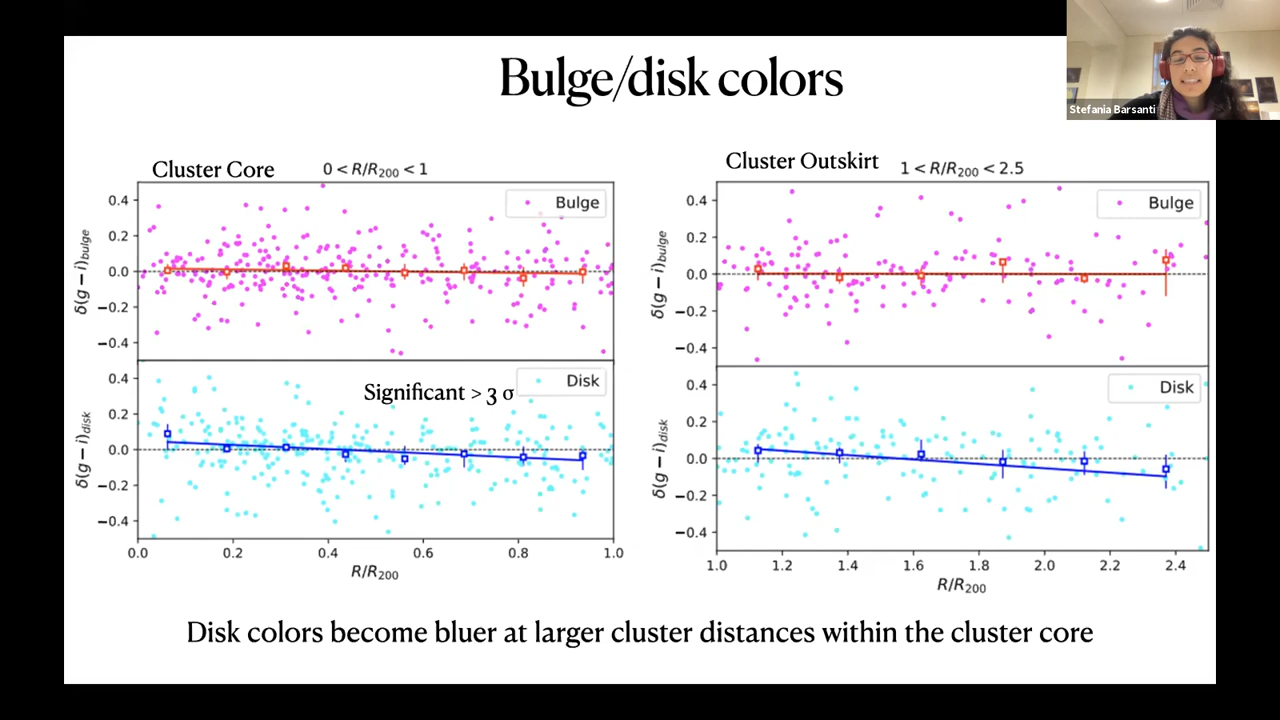 Bulge/disk colors
Stefania Barsanti
Cluster Core
0 < R/R₂₀₀ < 1
Bulge
δ(g − i)bulge
0.4
0.2
0.0
−0.2
−0.4
Significant > 3 σ
Disk
δ(g − i)disk
0.4
0.2
0.0
−0.2
−0.4
0.0 0.2 0.4 0.6 0.8 1.0
R/R₂₀₀
Cluster Outskirt
1 < R/R₂₀₀ < 2.5
Bulge
δ(g − i)bulge
0.4
0.2
0.0
−0.2
−0.4
Disk
δ(g − i)disk
0.4
0.2
0.0
−0.2
−0.4
1.0 1.2 1.4 1.6 1.8 2.0 2.2 2.4
R/R₂₀₀
Disk colors become bluer at larger cluster distances within the cluster core